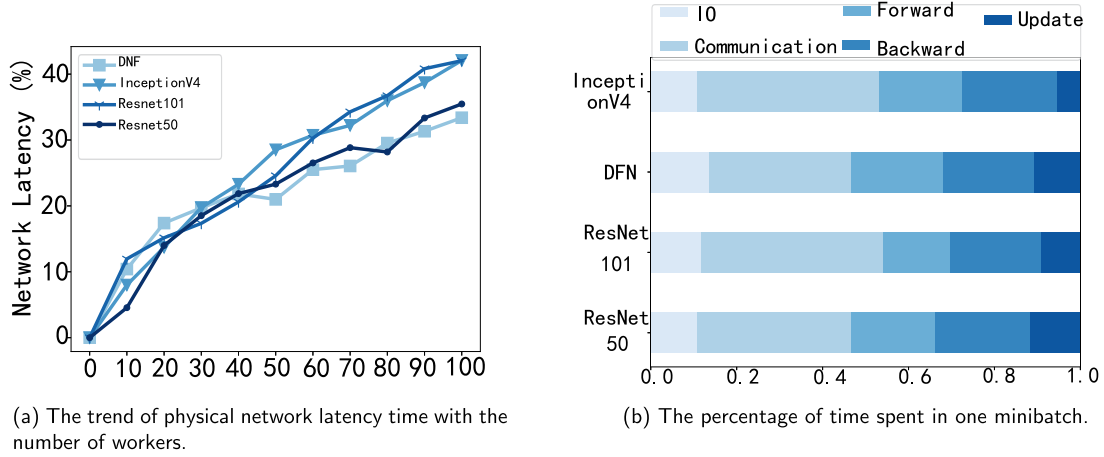 Network Latency (%)
40
30
20
10
0
DNF
InceptionV4
Resnet101
Resnet50
0 10 20 30 40 50 60 70 80 90 100
(a) The trend of physical network latency time with the
number of workers.
IO
Communication
Forward
Backward
Update
Incepti
onV4
DFN
ResNet
101
ResNet
50
0.0 0.2 0.4 0.6 0.8 1.0
(b) The percentage of time spent in one minibatch.